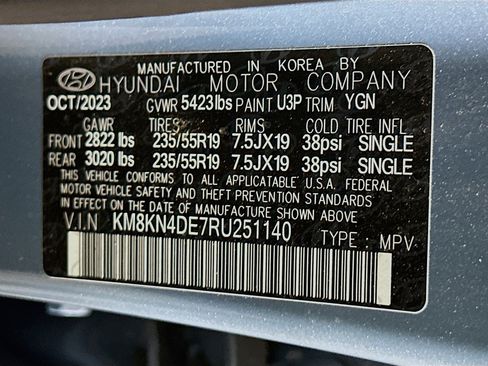 MANUFACTURED IN KOREA BY
HYUNDAI MOTOR COMPANY
OCT/2023 GVWR 5423lbs PAINT U3P TRIM YGN
GAWR TIRES RIMS COLD TIRE INFL
FRONT 2822 lbs 235/55R19 7.5JX19 38psi SINGLE
REAR 3020 lbs 235/55R19 7.5JX19 38psi SINGLE
THIS VEHICLE CONFORMS TO ALL APPLICABLE U.S.A. FEDERAL
MOTOR VEHICLE SAFETY AND THEFT PREVENTION STANDARDS
IN EFFECT ON THE DATE OF MANUFACTURE SHOWN ABOVE.
V.I.N KM8KN4DE7RU251140 TYPE : MPV